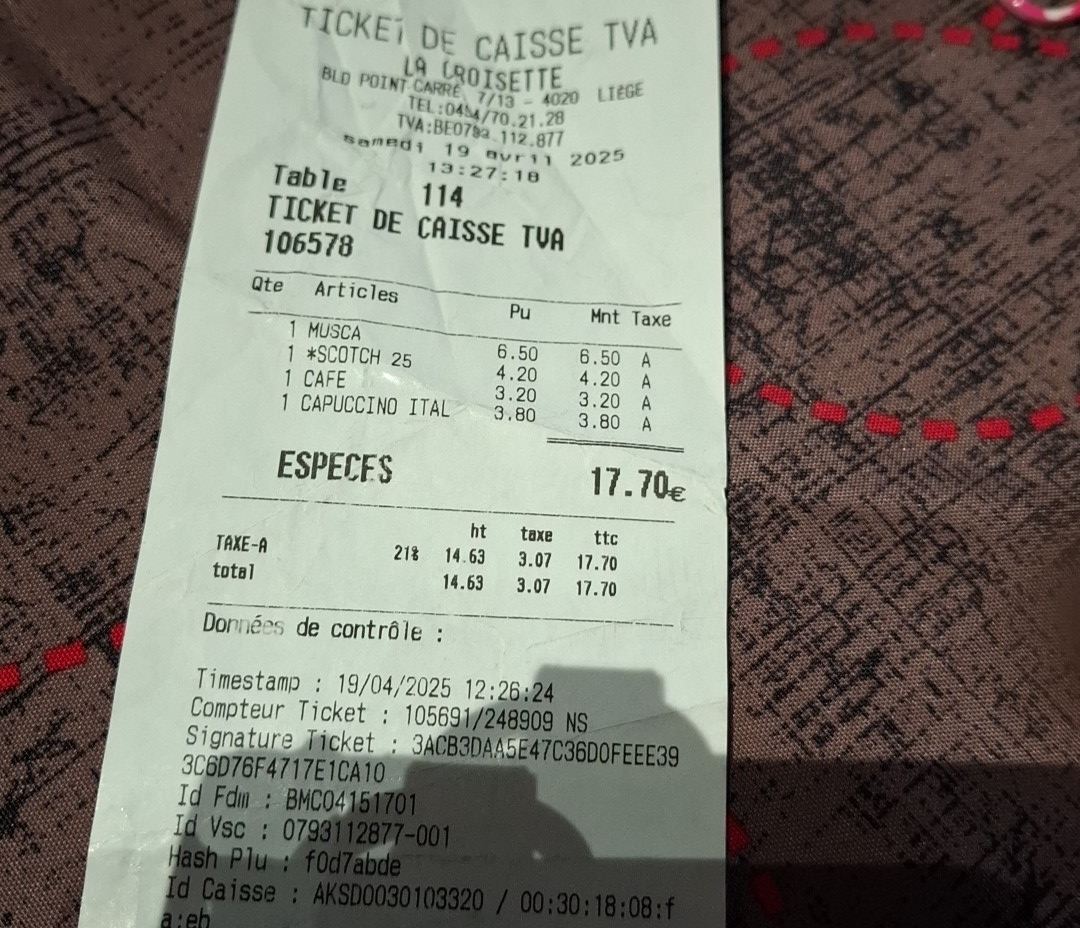 TICKET DE CAISSE TVA
LA CROISETTE
BLD POINT CARRÉ 7/13 - 4020 LIÈGE
TEL:0454/70.21.28
TVA:BE0793.112.877
samedi 19 avril 2025
13:27:18
Table 114
TICKET DE CAISSE TVA
106578
Qte Articles Pu Mnt Taxe
1 MUSCA 6.50 6.50 A
1 *SCOTCH 25 4.20 4.20 A
1 CAFE 3.20 3.20 A
1 CAPUCCINO ITAL 3.80 3.80 A
ESPECES 17.70€
ht taxe ttc
TAXE-A 21% 14.63 3.07 17.70
total 14.63 3.07 17.70
Données de contrôle :
Timestamp : 19/04/2025 12:26:24
Compteur Ticket : 105691/248909 NS
Signature Ticket : 3ACB3DAA5E47C36D0FEEE39
3C6D76F4717E1CA10
Id Fdm : BMC04151701
Id Vsc : 0793112877-001
Hash Plu : f0d7abde
Id Caisse : AKSD0030103320 / 00:30:18:08:f
a:eb